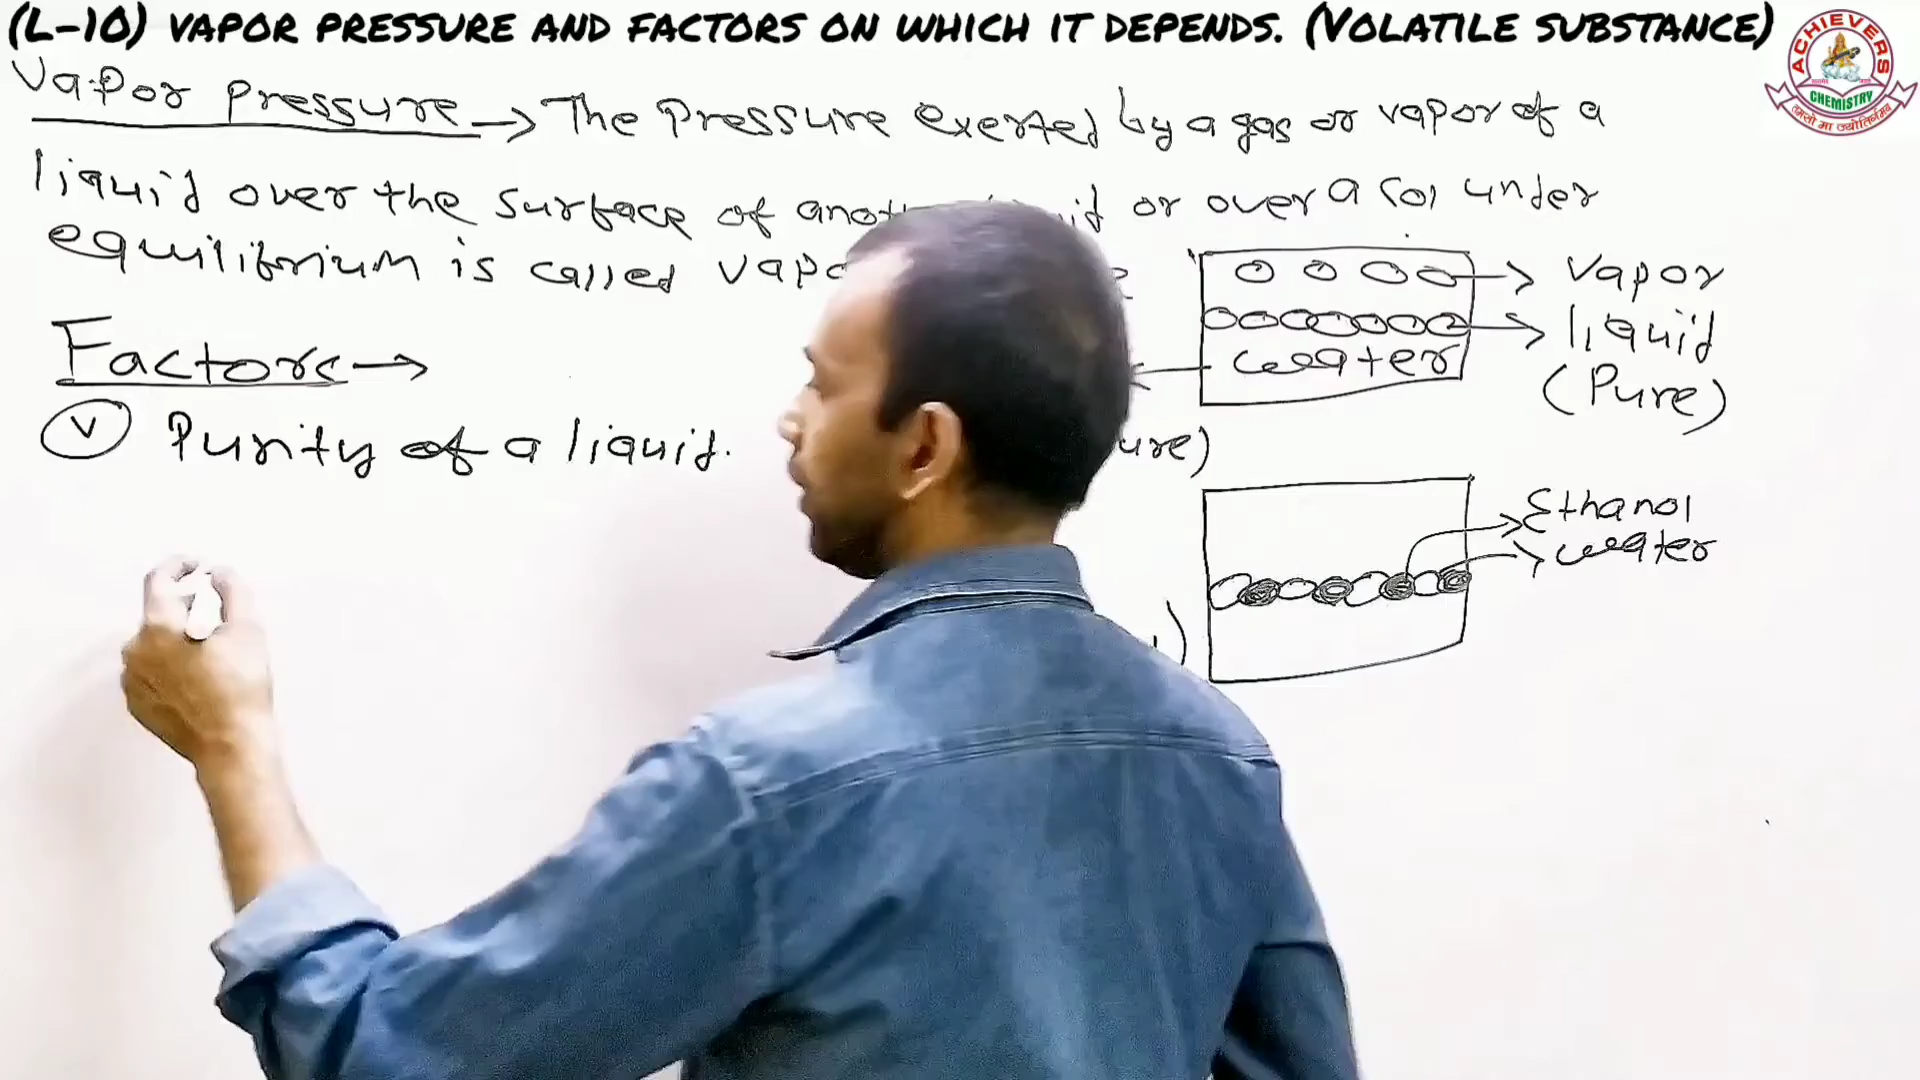 (L-10) VAPOR PRESSURE AND FACTORS ON WHICH IT DEPENDS. (VOLATILE SUBSTANCE)
ACHIEVERS
CHEMISTRY
तमसो मा ज्योतिर्गमय
Vapor Pressure → The Pressure exerted by a gas or vapor of a
liquid over the surface of or over a sol under
equilibrium is called
Factors →
V Purity of a liquid.
Vapor
liquid
(Pure)
water
Ethanol
water